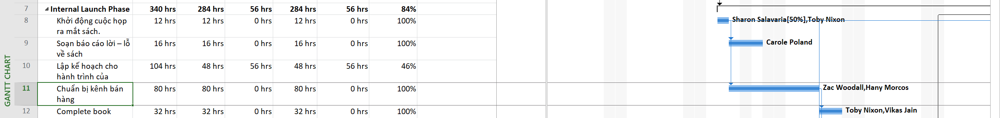 GANTT CHART
7 Internal Launch Phase 340 hrs 284 hrs 56 hrs 284 hrs 56 hrs 84%
8 Khởi động cuộc họp 12 hrs 12 hrs 0 hrs 12 hrs 0 hrs 100% Sharon Salavaria[50%],Toby Nixon
ra mắt sách.
9 Soạn báo cáo lời – lỗ 16 hrs 16 hrs 0 hrs 16 hrs 0 hrs 100% Carole Poland
về sách
10 Lập kế hoạch cho 104 hrs 48 hrs 56 hrs 48 hrs 56 hrs 46%
hành trình của
11 Chuẩn bị kênh bán 80 hrs 80 hrs 0 hrs 80 hrs 0 hrs 100% Zac Woodall,Hany Morcos
hàng
12 Complete book 32 hrs 32 hrs 0 hrs 32 hrs 0 hrs 100% Toby Nixon,Vikas Jain